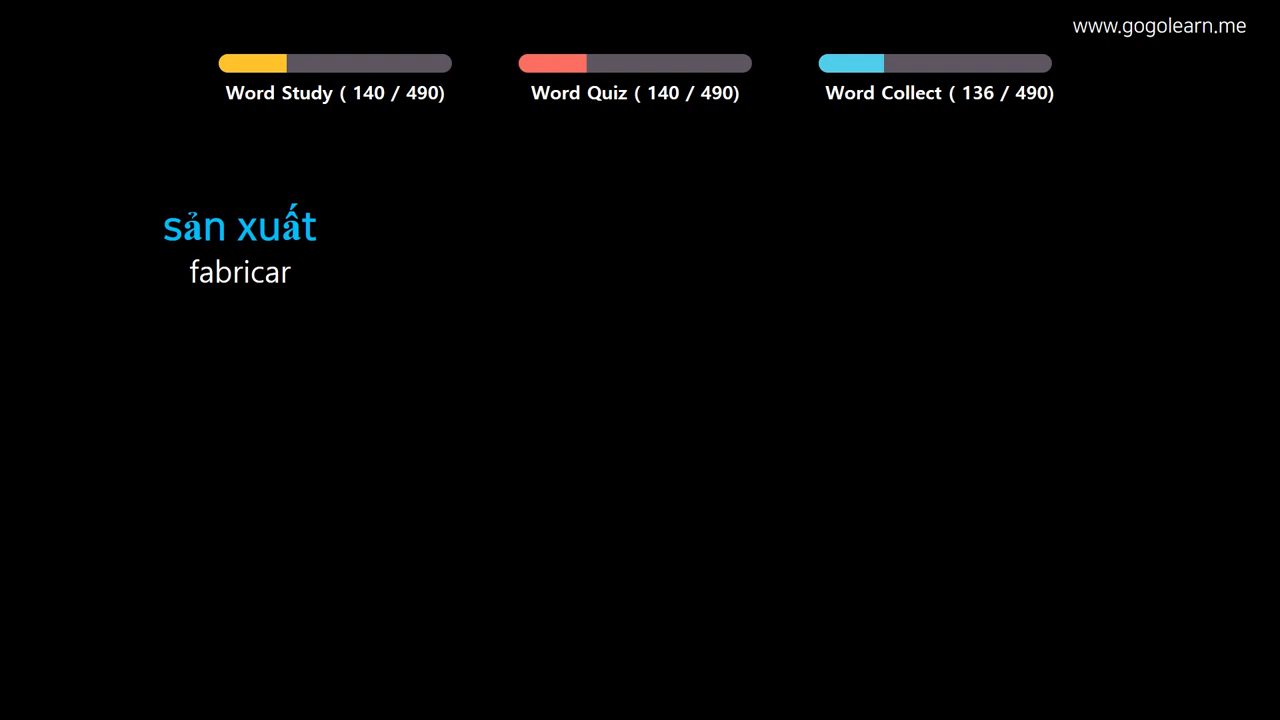 www.gogolearn.me
Word Study ( 140 / 490)
Word Quiz ( 140 / 490)
Word Collect ( 136 / 490)
sản xuất
fabricar